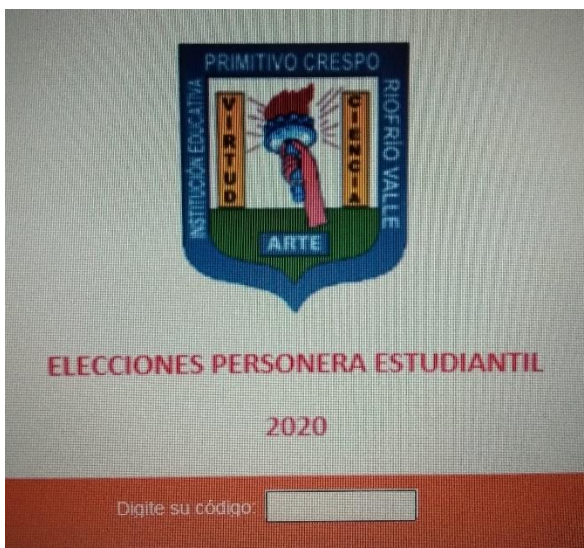 PRIMITIVO CRESPO
INSTITUCIÓN EDUCATIVA
RIOFRÍO VALLE
VIRTUD
CIENCIA
ARTE
ELECCIONES PERSONERA ESTUDIANTIL
2020
Digite su código: